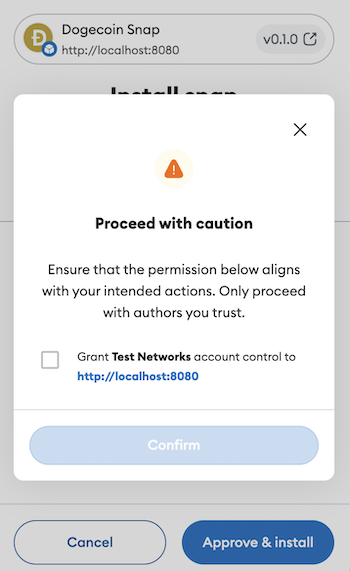 Dogecoin Snap
http://localhost:8080
v0.1.0
Install snap
Proceed with caution
Ensure that the permission below aligns
with your intended actions. Only proceed
with authors you trust.
Grant Test Networks account control to
http://localhost:8080
Confirm
Cancel
Approve & install